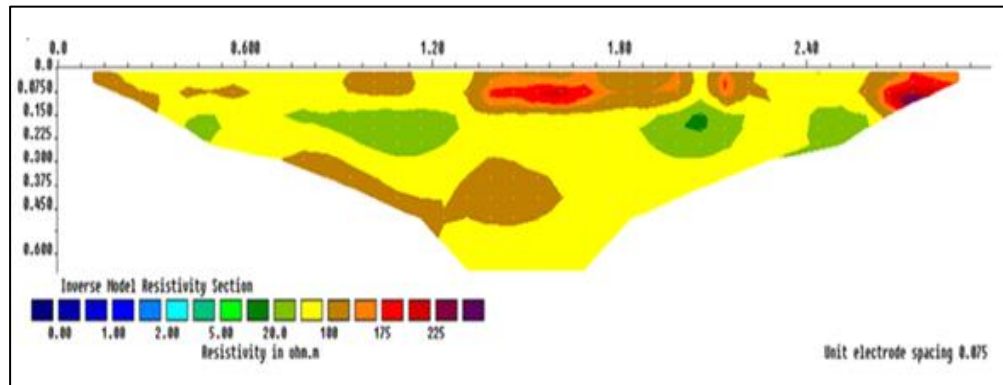 0.0 0.600 1.20 1.80 2.40
0.0
0.0750
0.150
0.225
0.300
0.375
0.450
0.600
Inverse Model Resistivity Section
0.00 1.00 2.00 5.00 20.0 100 175 225
Resistivity in ohm.m
Unit electrode spacing 0.075